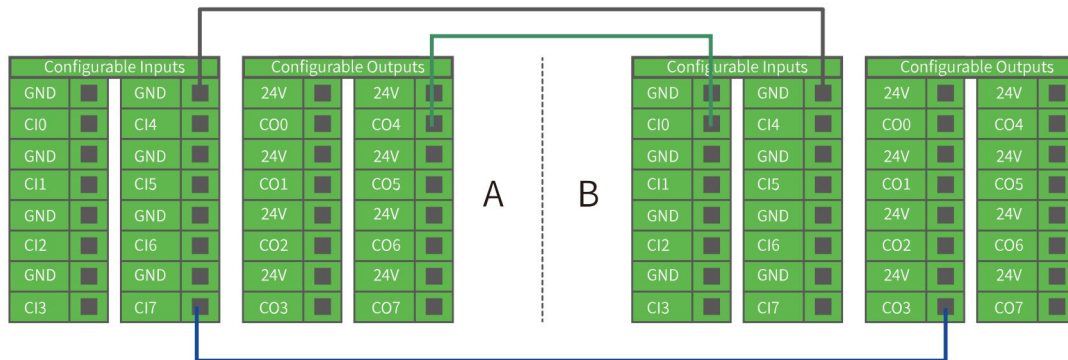 Configurable Inputs Configurable Outputs Configurable Inputs Configurable Outputs
GND GND 24V 24V GND GND 24V 24V
CI0 CI4 CO0 CO4 CI0 CI4 CO0 CO4
GND GND 24V 24V GND GND 24V 24V
CI1 CI5 CO1 CO5 CI1 CI5 CO1 CO5
A B
GND GND 24V 24V GND GND 24V 24V
CI2 CI6 CO2 CO6 CI2 CI6 CO2 CO6
GND GND 24V 24V GND GND 24V 24V
CI3 CI7 CO3 CO7 CI3 CI7 CO3 CO7